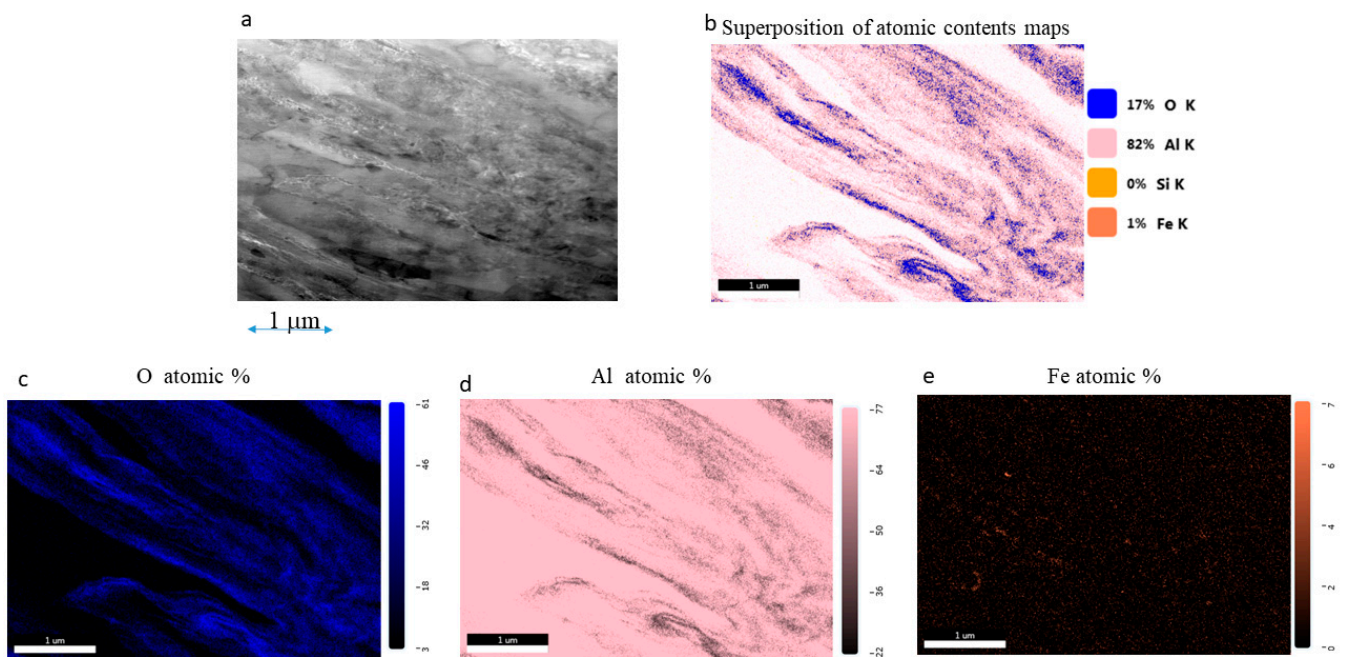 a
1 μm
b
Superposition of atomic contents maps
17% O K
82% Al K
0% Si K
1% Fe K
1 um
c
O atomic %
61
46
32
18
3
1 um
d
Al atomic %
77
64
50
36
22
1 um
e
Fe atomic %
7
6
4
2
0
1 um